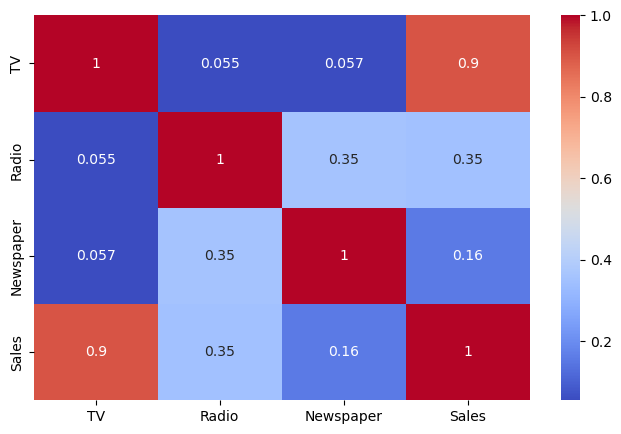 1.0
TV 1 0.055 0.057 0.9
0.8
Radio 0.055 1 0.35 0.35
0.6
0.4
Newspaper 0.057 0.35 1 0.16
Sales 0.9 0.35 0.16 1
0.2
TV Radio Newspaper Sales